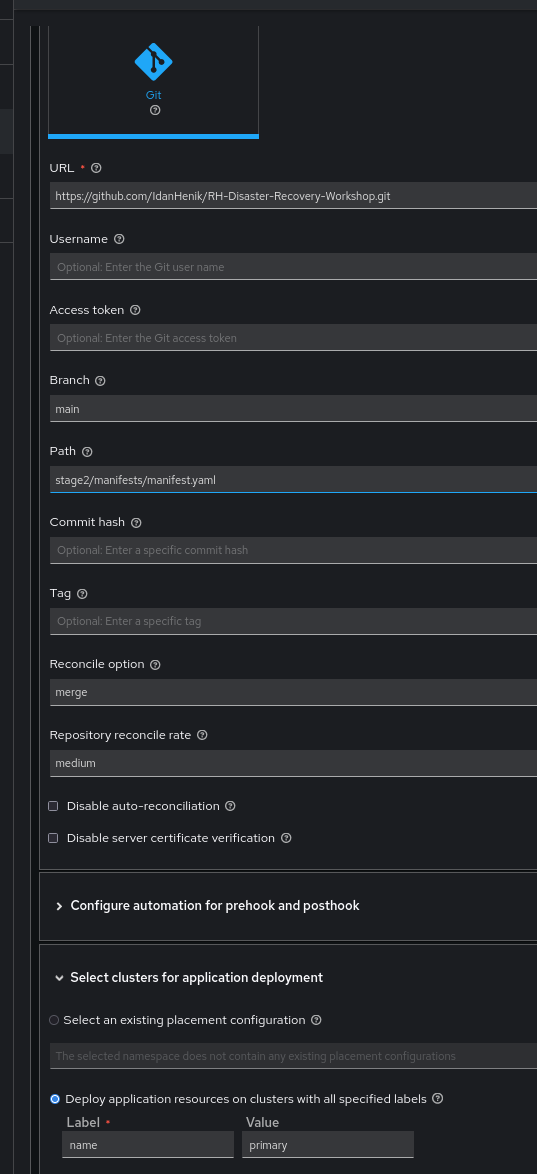 Git
URL *
https://github.com/IdanHenik/RH-Disaster-Recovery-Workshop.git
Username
Optional: Enter the Git user name
Access token
Optional: Enter the Git access token
Branch
main
Path
stage2/manifests/manifest.yaml
Commit hash
Optional: Enter a specific commit hash
Tag
Optional: Enter a specific tag
Reconcile option
merge
Repository reconcile rate
medium
Disable auto-reconciliation
Disable server certificate verification
Configure automation for prehook and posthook
Select clusters for application deployment
Select an existing placement configuration
The selected namespace does not contain any existing placement configurations
Deploy application resources on clusters with all specified labels
Label * Value
name primary